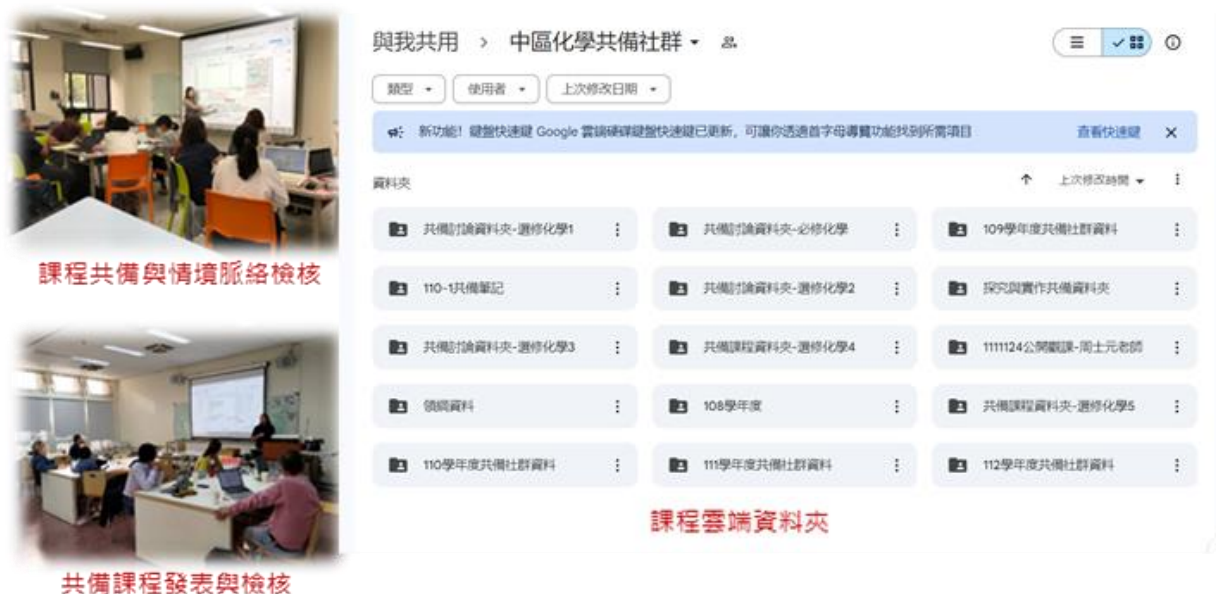 與我共用 › 中區化學共備社群
類型
使用者
上次修改日期
新功能！鍵盤快速鍵 Google 雲端硬碟鍵盤快速鍵已更新，可讓你透過首字母導覽功能找到所需項目
查看快速鍵
資料夾
上次修改時間
共備討論資料夾-選修化學1
共備討論資料夾-必修化學
109學年度共備社群資料
110-1共備筆記
共備討論資料夾-選修化學2
探究與實作共備資料夾
共備討論資料夾-選修化學3
共備課程資料夾-選修化學4
1111124公開觀課-周士元老師
領綱資料
108學年度
共備課程資料夾-選修化學5
110學年度共備社群資料
111學年度共備社群資料
112學年度共備社群資料
課程雲端資料夾
課程共備與情境脈絡檢核
共備課程發表與檢核